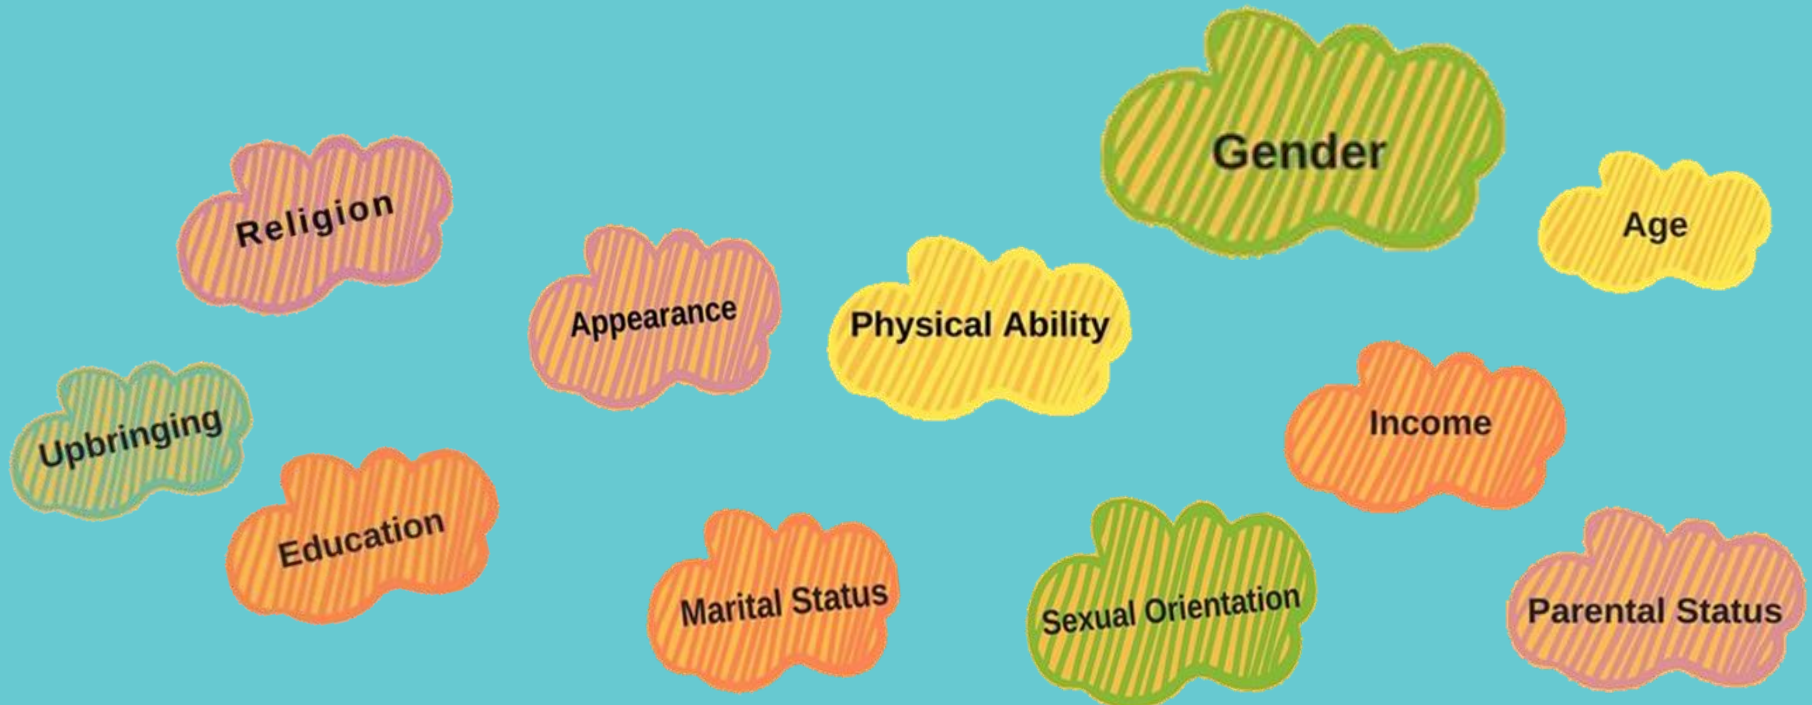 Gender
Religion
Age
Appearance
Physical Ability
Upbringing
Income
Education
Marital Status
Sexual Orientation
Parental Status